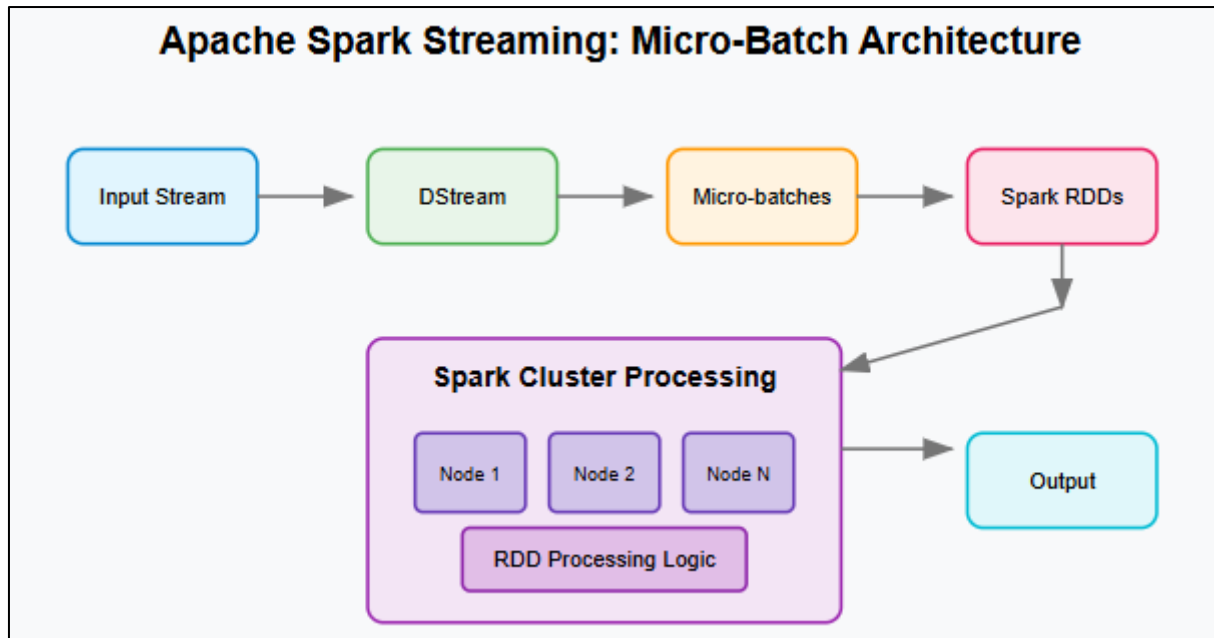 Apache Spark Streaming: Micro-Batch Architecture
Input Stream
DStream
Micro-batches
Spark RDDs
Spark Cluster Processing
Node 1
Node 2
Node N
RDD Processing Logic
Output